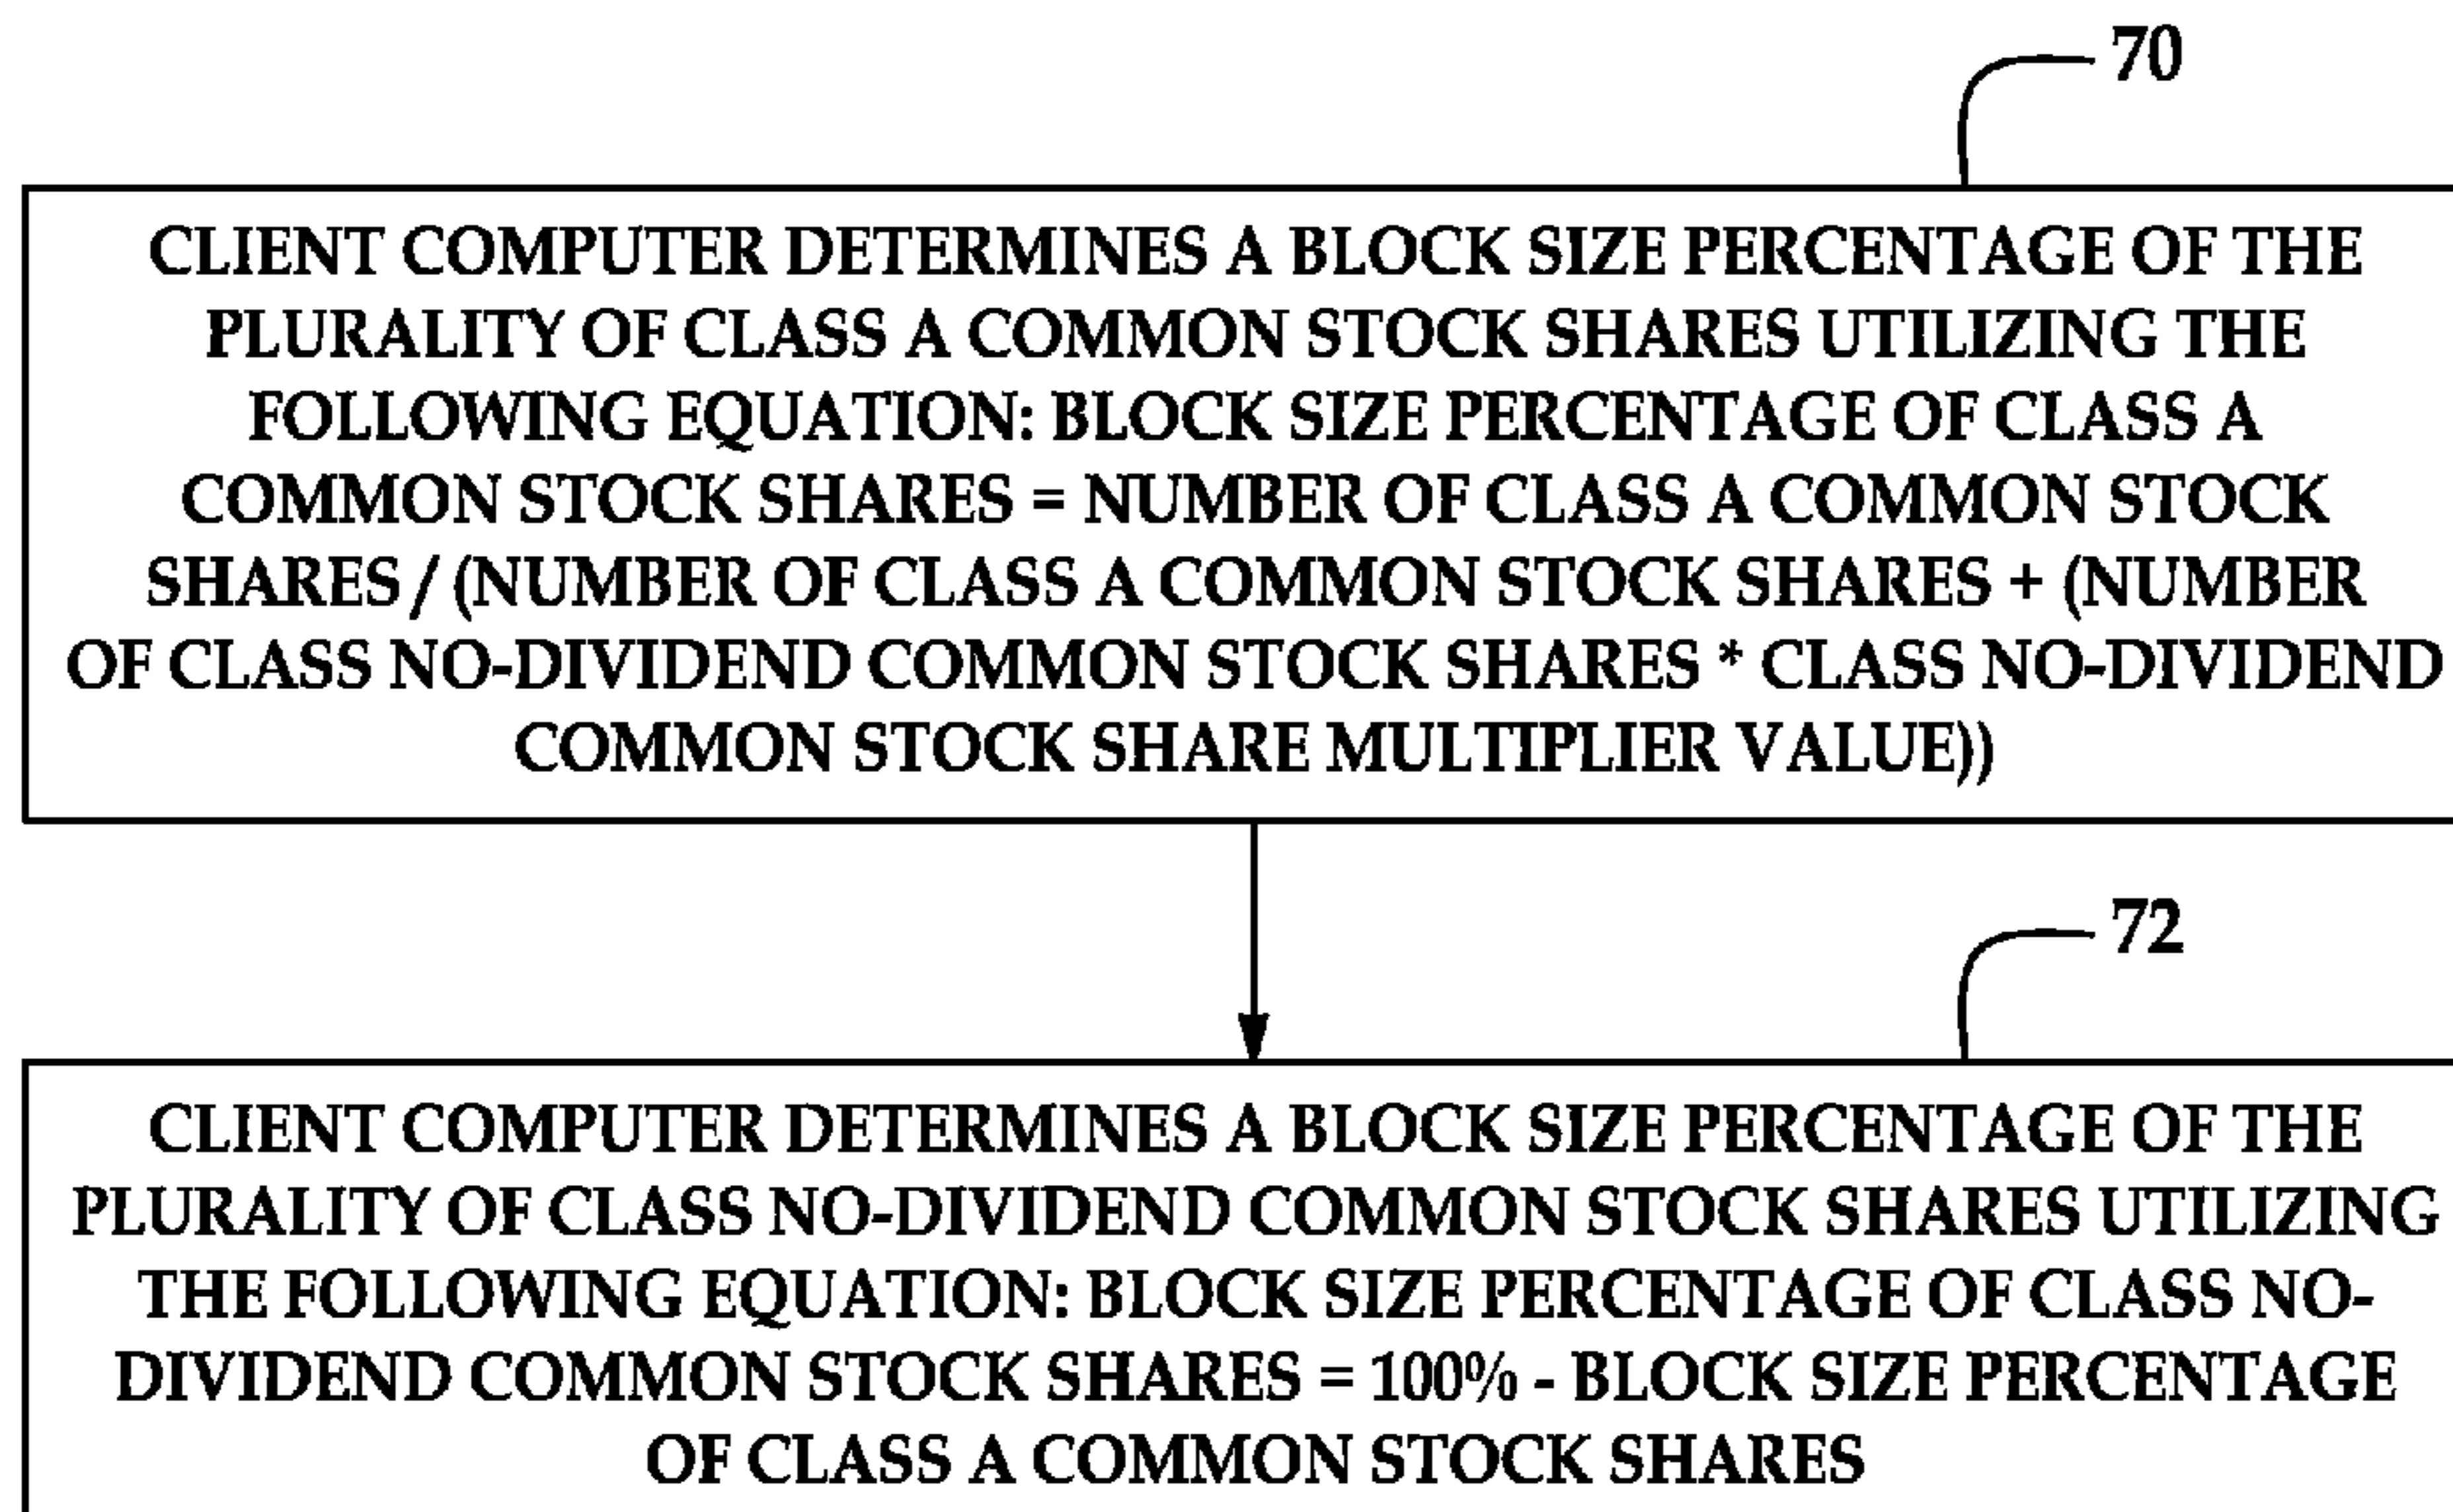 70
CLIENT COMPUTER DETERMINES A BLOCK SIZE PERCENTAGE OF THE
PLURALITY OF CLASS A COMMON STOCK SHARES UTILIZING THE
FOLLOWING EQUATION: BLOCK SIZE PERCENTAGE OF CLASS A
COMMON STOCK SHARES = NUMBER OF CLASS A COMMON STOCK
SHARES / (NUMBER OF CLASS A COMMON STOCK SHARES + (NUMBER
OF CLASS NO-DIVIDEND COMMON STOCK SHARES * CLASS NO-DIVIDEND
COMMON STOCK SHARE MULTIPLIER VALUE))
72
CLIENT COMPUTER DETERMINES A BLOCK SIZE PERCENTAGE OF THE
PLURALITY OF CLASS NO-DIVIDEND COMMON STOCK SHARES UTILIZING
THE FOLLOWING EQUATION: BLOCK SIZE PERCENTAGE OF CLASS NO-
DIVIDEND COMMON STOCK SHARES = 100% - BLOCK SIZE PERCENTAGE
OF CLASS A COMMON STOCK SHARES